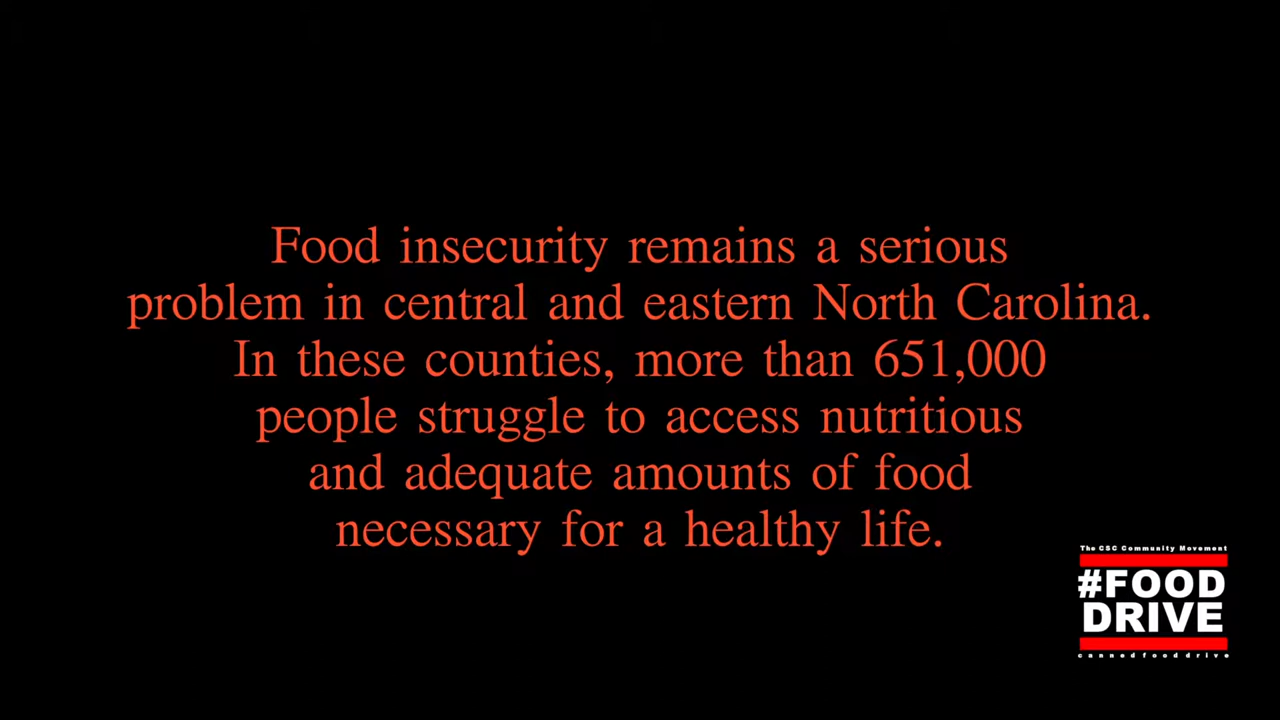 Food insecurity remains a serious
problem in central and eastern North Carolina.
In these counties, more than 651,000
people struggle to access nutritious
and adequate amounts of food
necessary for a healthy life.
The CSC Community Movement
#FOOD
DRIVE
cannedfooddrive